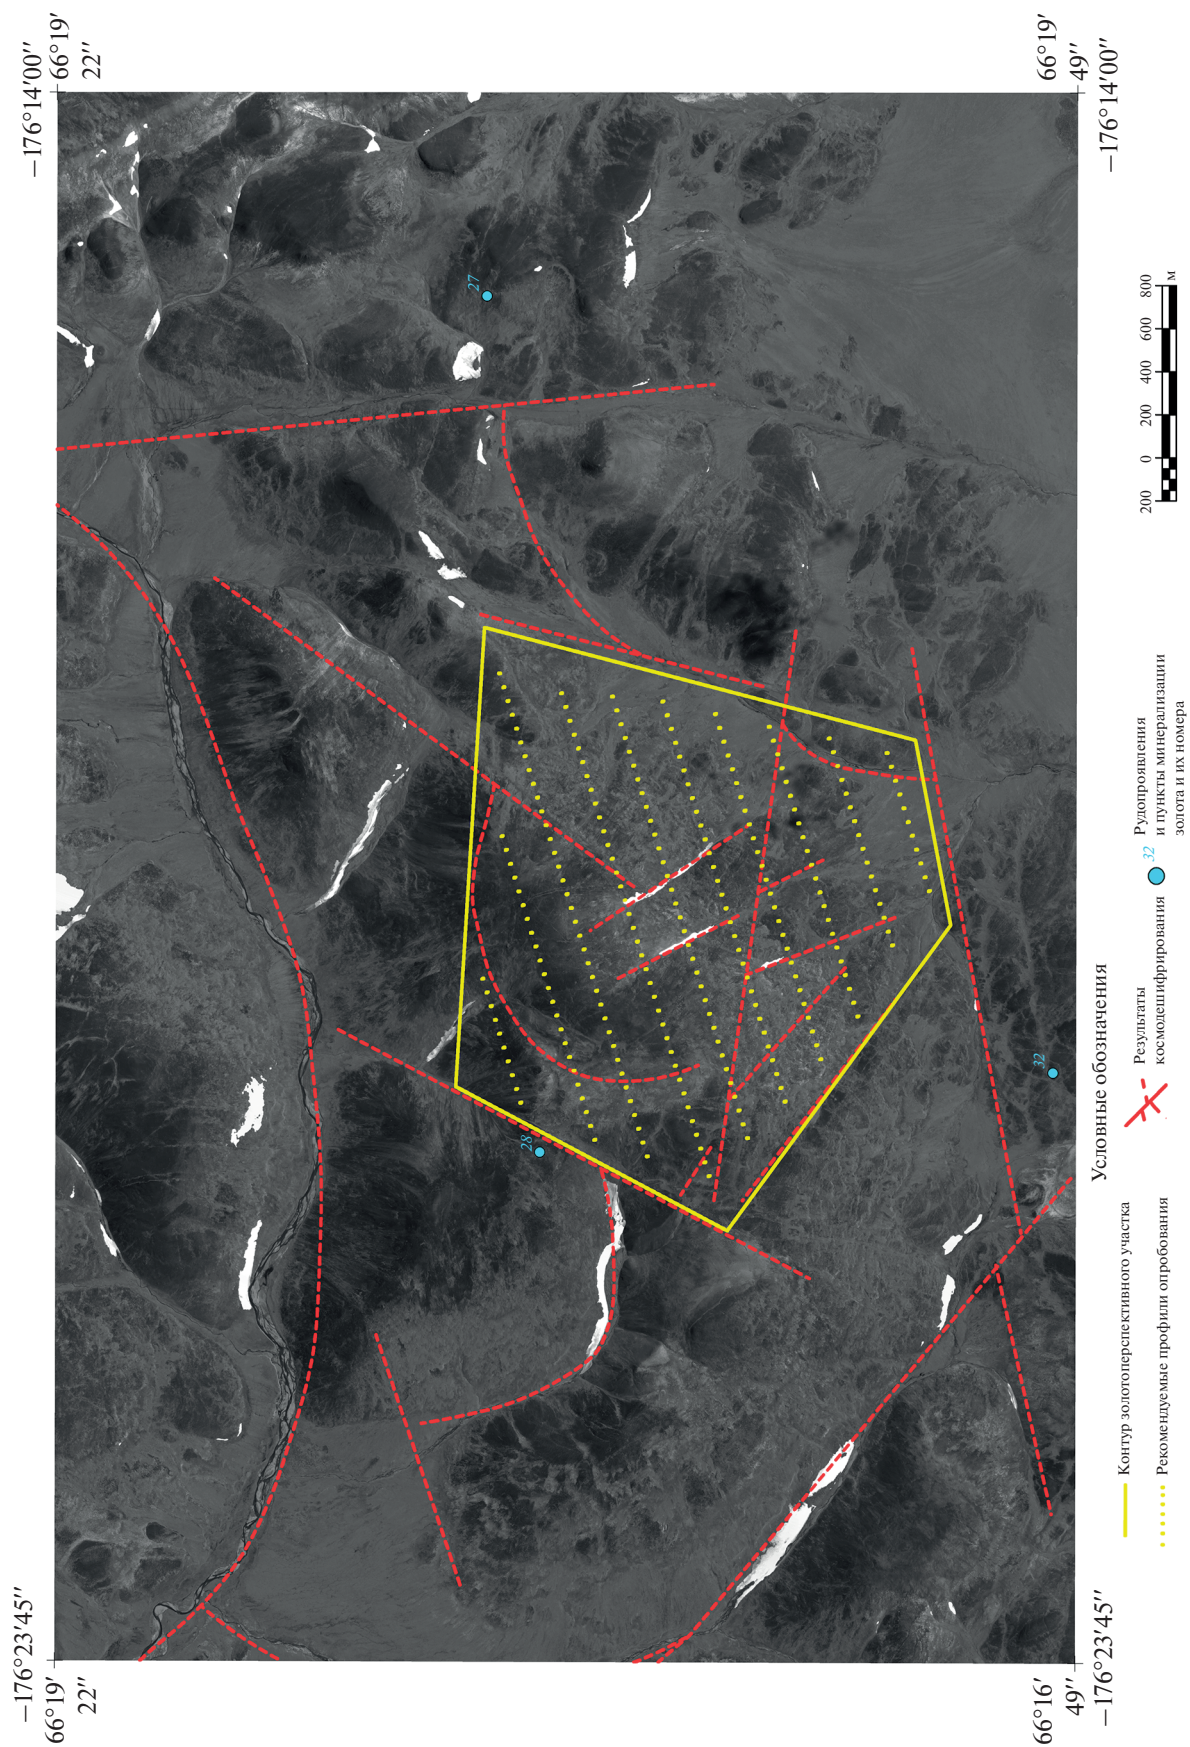 −176°23′45″
66°19′
22″
−176°14′00″
66°19′
22″
27
28
32
66°16′
49″
−176°23′45″
66°19′
49″
−176°14′00″
Условные обозначения
Контур золотоперспективного участка
Рекомендуемые профили опробования
Результаты
космодешифрирования
32
Рудопроявления
и пункты минерализации
золота и их номера
200 0 200 400 600 800
м